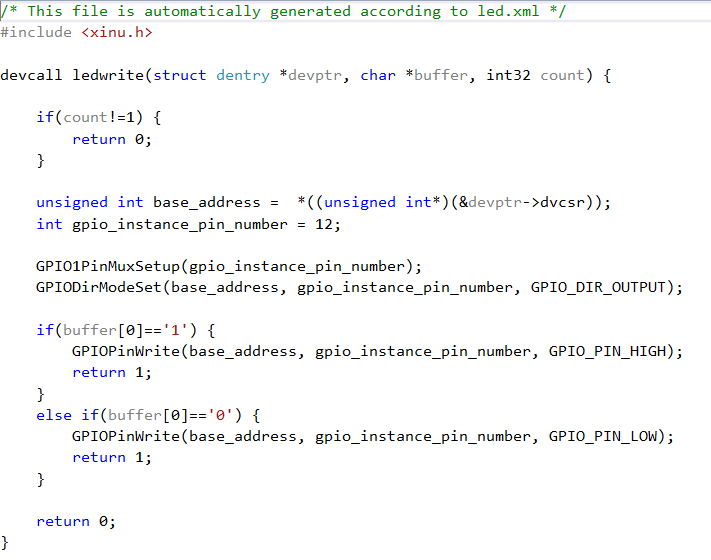 /* This file is automatically generated according to led.xml */
#include <xinu.h>
devcall ledwrite(struct dentry *devptr, char *buffer, int32 count) {
if(count!=1) {
return 0;
}
unsigned int base_address =  *((unsigned int*)(&devptr->dvcsr));
int gpio_instance_pin_number = 12;
GPIO1PinMuxSetup(gpio_instance_pin_number);
GPIODirModeSet(base_address, gpio_instance_pin_number, GPIO_DIR_OUTPUT);
if(buffer[0]=='1') {
GPIOPinWrite(base_address, gpio_instance_pin_number, GPIO_PIN_HIGH);
return 1;
}
else if(buffer[0]=='0') {
GPIOPinWrite(base_address, gpio_instance_pin_number, GPIO_PIN_LOW);
return 1;
}
return 0;
}